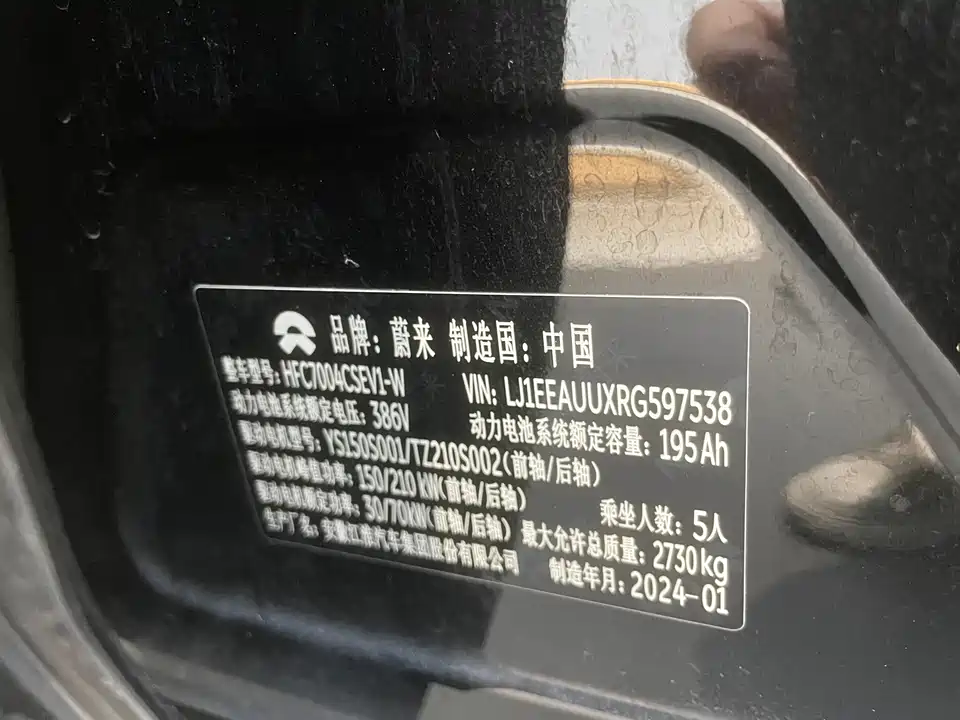 品牌：蔚来 制造国：中国
整车型号：HFC7004CSEV1-W VIN：LJ1EEAUUXRG597538
动力电池系统额定电压：386V 动力电池系统额定容量：195Ah
驱动电机型号：YS150S001/TZ210S002(前轴/后轴)
驱动电机峰值功率：150/210 kW(前轴/后轴) 乘坐人数：5人
驱动电机额定功率：30/70kW(前轴/后轴) 最大允许总质量：2730kg
生产厂名：安徽江淮汽车集团股份有限公司 制造年月：2024-01